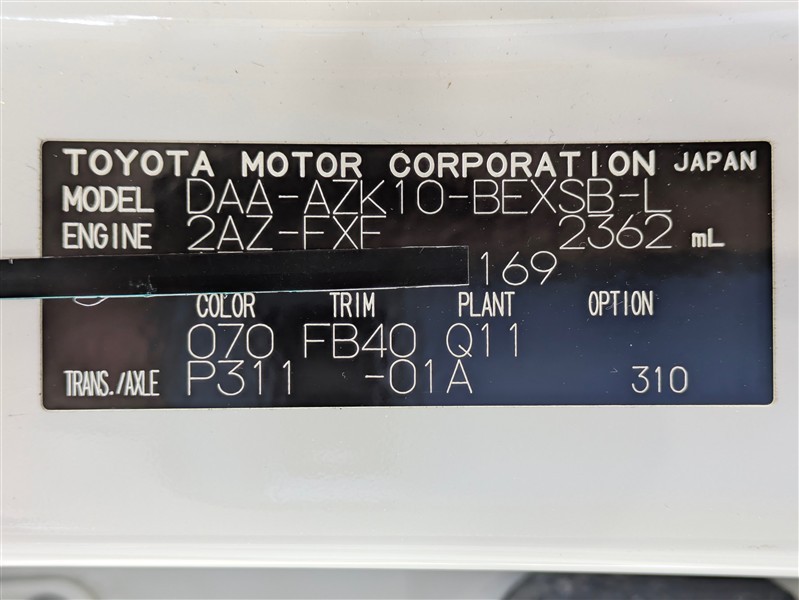 TOYOTA MOTOR CORPORATION JAPAN
MODEL DAA-AZK10-BEXSB-L
ENGINE 2AZ-FXE 2362 mL
169
COLOR TRIM PLANT OPTION
070 FB40 Q11
TRANS./AXLE P311 -01A 310